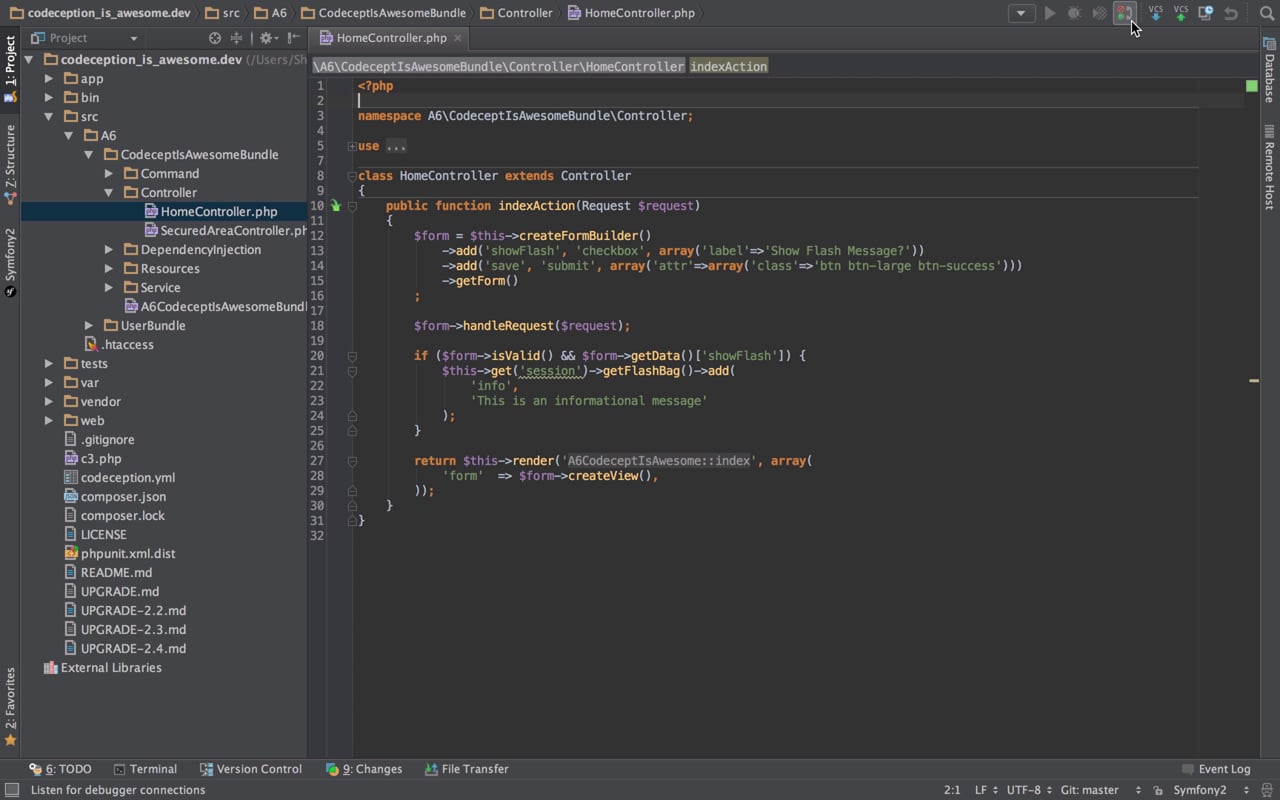 codeception_is_awesome.dev
src
A6
CodeceptIsAwesomeBundle
Controller
HomeController.php
VCS
VCS
Project
HomeController.php
1: Project
Z: Structure
Symfony2
2: Favorites
codeception_is_awesome.dev (/Users/Sh
app
bin
src
A6
CodeceptIsAwesomeBundle
Command
Controller
HomeController.php
SecuredAreaController.ph
DependencyInjection
Resources
Service
A6CodeceptIsAwesomeBundl
UserBundle
.htaccess
tests
var
vendor
web
.gitignore
c3.php
codeception.yml
composer.json
composer.lock
LICENSE
phpunit.xml.dist
README.md
UPGRADE.md
UPGRADE-2.2.md
UPGRADE-2.3.md
UPGRADE-2.4.md
External Libraries
\A6\CodeceptIsAwesomeBundle\Controller\HomeController indexAction
1 <?php
2
3 namespace A6\CodeceptIsAwesomeBundle\Controller;
4
5 use ...
7
8 class HomeController extends Controller
9 {
10 public function indexAction(Request $request)
11 {
12 $form = $this->createFormBuilder()
13 ->add('showFlash', 'checkbox', array('label'=>'Show Flash Message?'))
14 ->add('save', 'submit', array('attr'=>array('class'=>'btn btn-large btn-success')))
15 ->getForm()
16 ;
17
18 $form->handleRequest($request);
19
20 if ($form->isValid() && $form->getData()['showFlash']) {
21 $this->get('session')->getFlashBag()->add(
22 'info',
23 'This is an informational message'
24 );
25 }
26
27 return $this->render('A6CodeceptIsAwesome::index', array(
28 'form' => $form->createView(),
29 ));
30 }
31 }
32
Database
Remote Host
6: TODO
Terminal
Version Control
9: Changes
File Transfer
Event Log
Listen for debugger connections
2:1
LF
UTF-8
Git: master
Symfony2